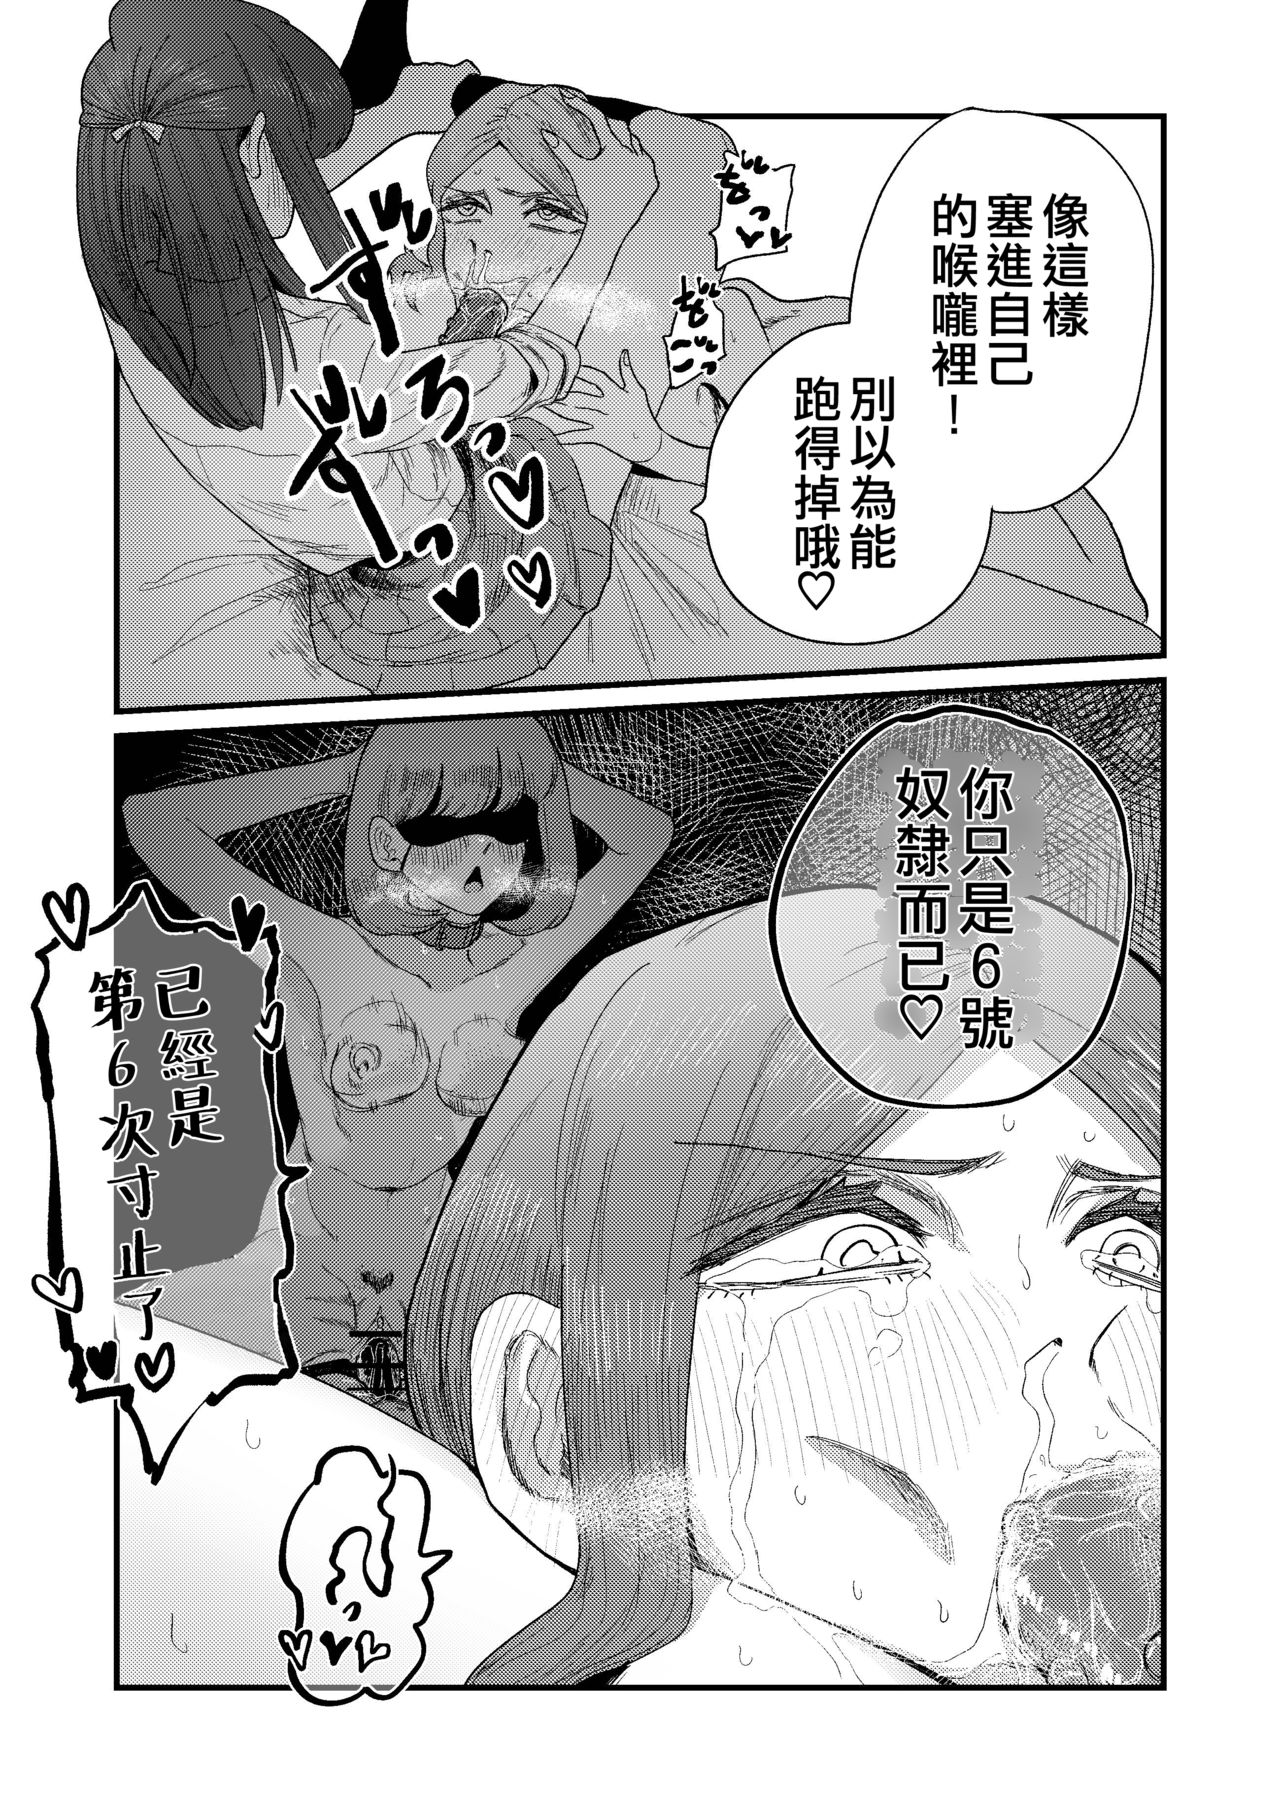 像這樣
塞進自己
的喉嚨裡！
別以為能
跑得掉哦♡
你只是6號
奴隸而已♡
已經是
第6次寸止了